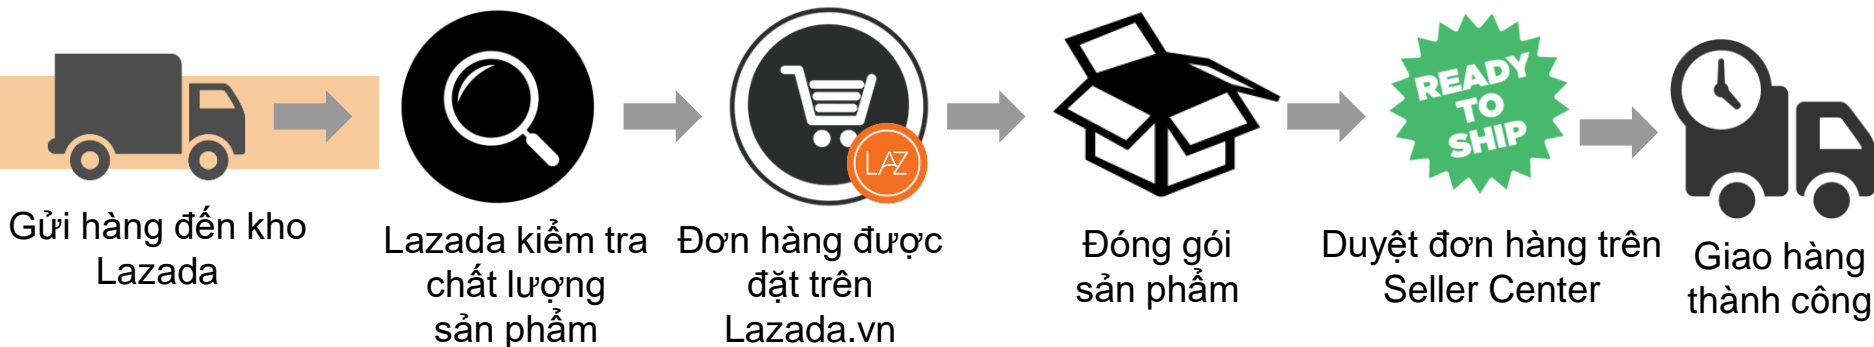 Gửi hàng đến kho
Lazada
Lazada kiểm tra
chất lượng
sản phẩm
Đơn hàng được
đặt trên
Lazada.vn
LAZ
Đóng gói
sản phẩm
READY
TO
SHIP
Duyệt đơn hàng trên
Seller Center
Giao hàng
thành công